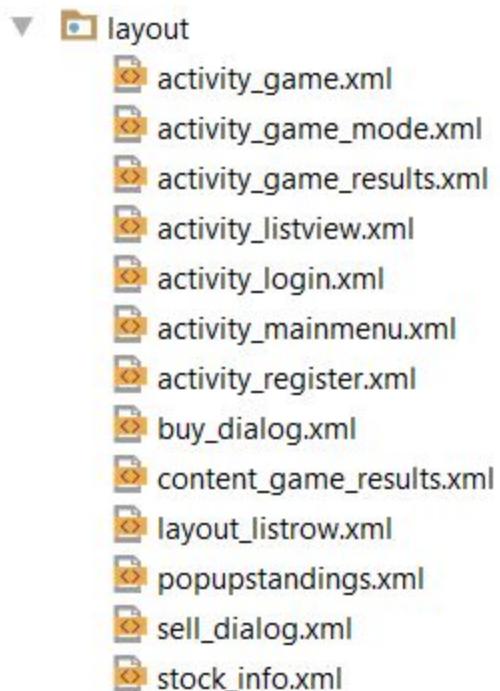 layout
activity_game.xml
activity_game_mode.xml
activity_game_results.xml
activity_listview.xml
activity_login.xml
activity_mainmenu.xml
activity_register.xml
buy_dialog.xml
content_game_results.xml
layout_listrow.xml
popupstandings.xml
sell_dialog.xml
stock_info.xml